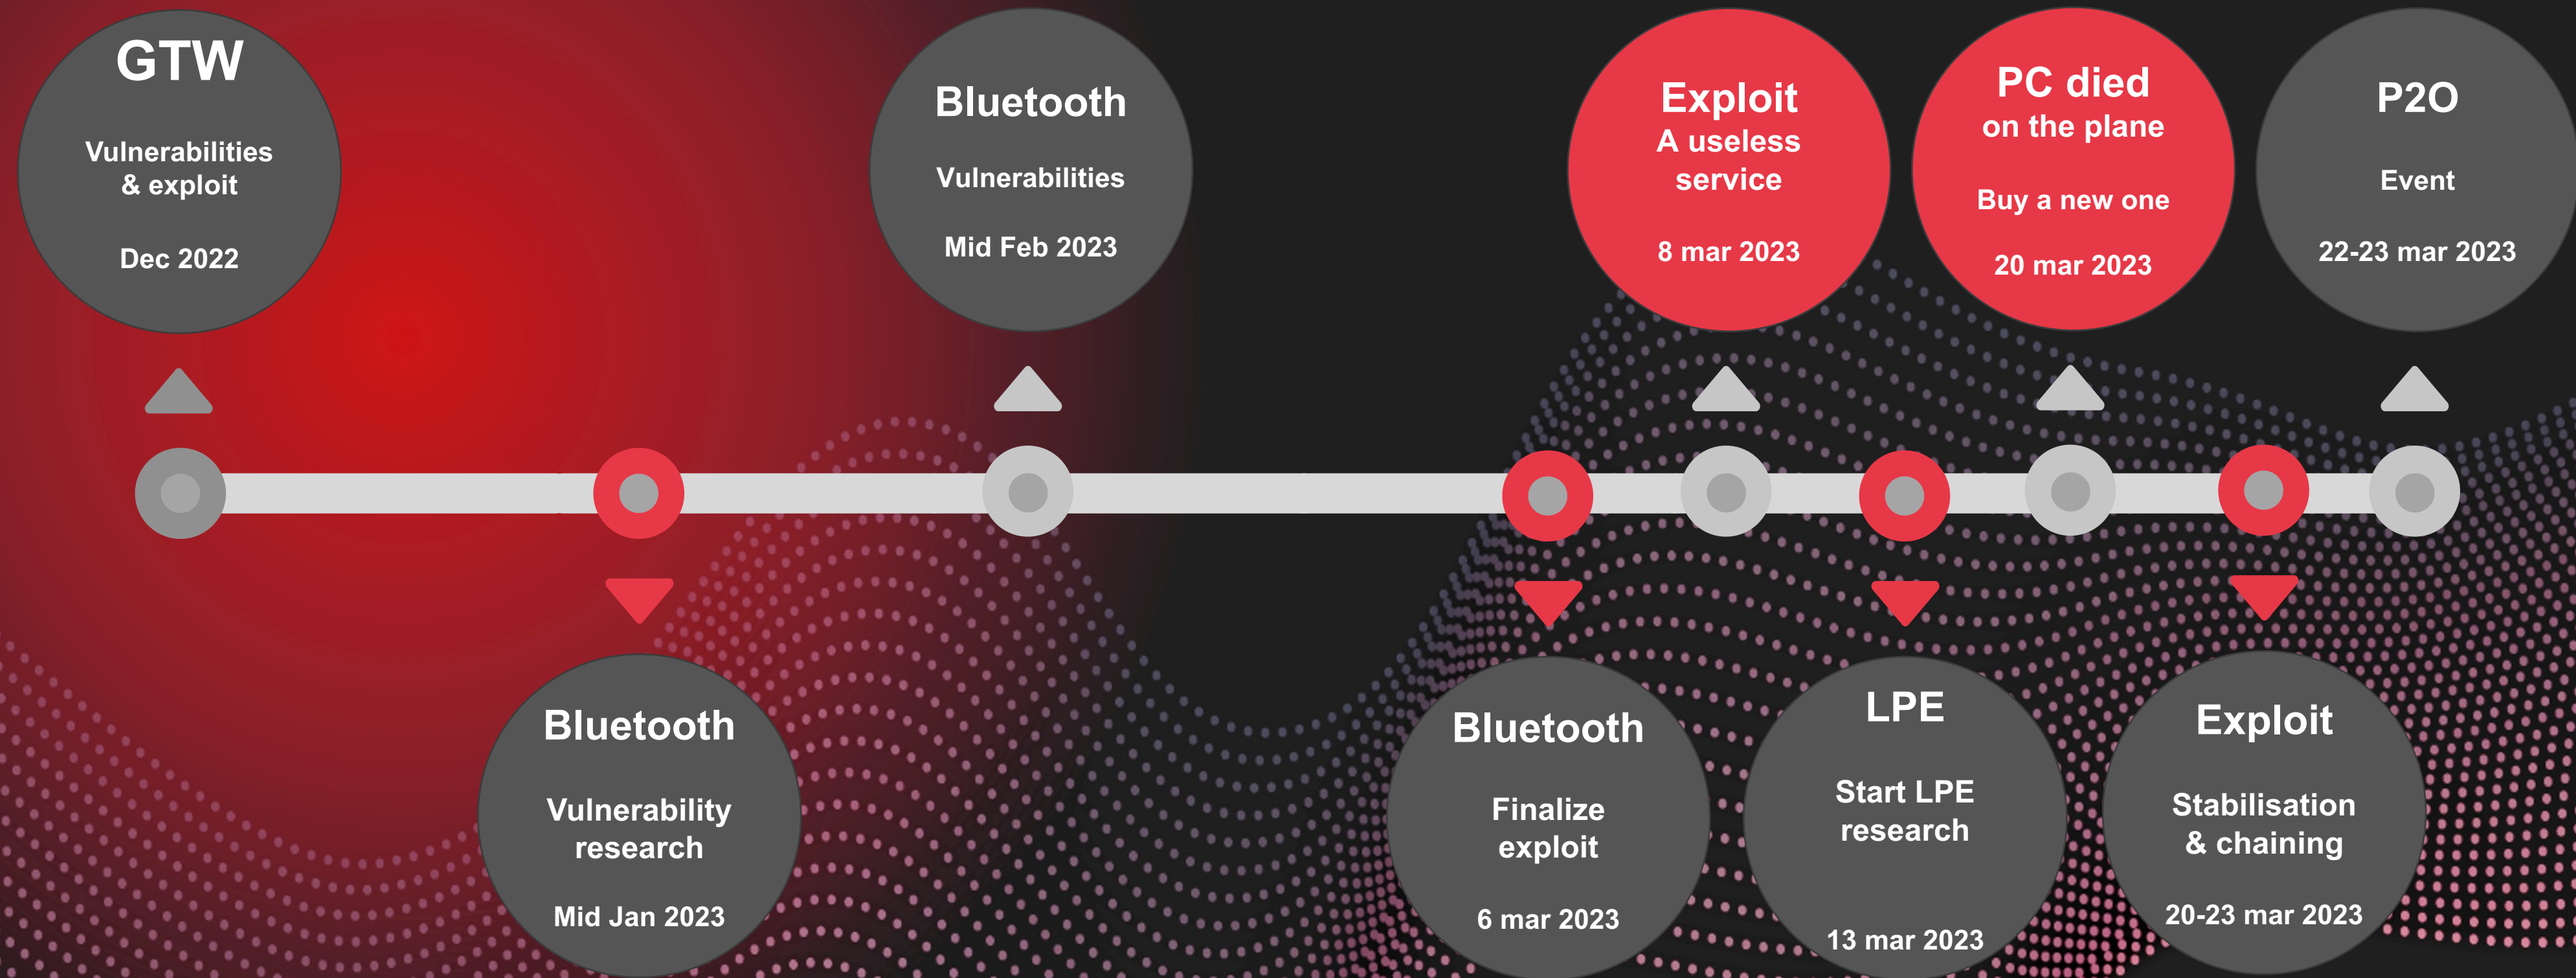 GTW
Vulnerabilities
& exploit
Dec 2022
Bluetooth
Vulnerability
research
Mid Jan 2023
Bluetooth
Vulnerabilities
Mid Feb 2023
Bluetooth
Finalize
exploit
6 mar 2023
Exploit
A useless
service
8 mar 2023
LPE
Start LPE
research
13 mar 2023
PC died
on the plane
Buy a new one
20 mar 2023
Exploit
Stabilisation
& chaining
20-23 mar 2023
P2O
Event
22-23 mar 2023